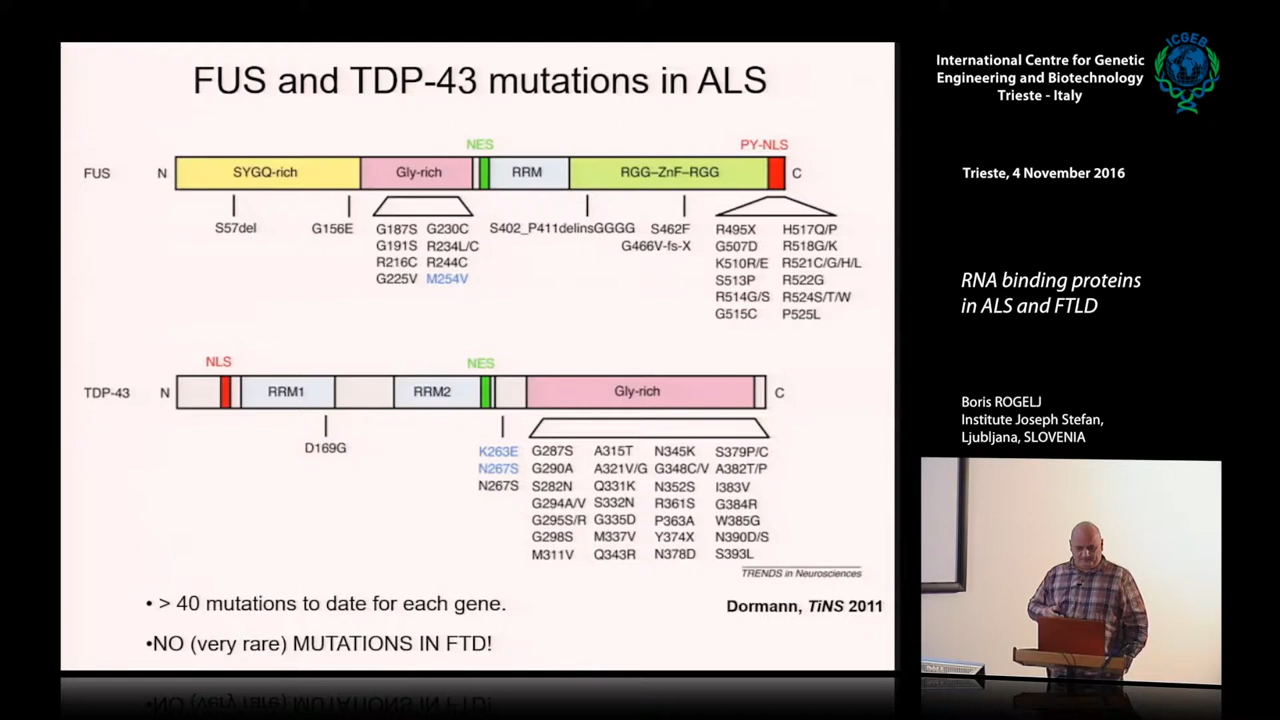 FUS and TDP-43 mutations in ALS
NES
PY-NLS
FUS
N
SYGQ-rich
Gly-rich
RRM
RGG–ZnF–RGG
C
S57del
G156E
G187S G230C
G191S R234L/C
R216C R244C
G225V M254V
S402_P411delinsGGGG
S462F
G466V-fs-X
R495X H517Q/P
G507D R518G/K
K510R/E R521C/G/H/L
S513P R522G
R514G/S R524S/T/W
G515C P525L
NLS
NES
TDP-43
N
RRM1
RRM2
Gly-rich
C
D169G
K263E
N267S
N267S
G287S A315T N345K S379P/C
G290A A321V/G G348C/V A382T/P
S282N Q331K N352S I383V
G294A/V S332N R361S G384R
G295S/R G335D P363A W385G
G298S M337V Y374X N390D/S
M311V Q343R N378D S393L
TRENDS in Neurosciences
• > 40 mutations to date for each gene.
Dormann, TiNS 2011
•NO (very rare) MUTATIONS IN FTD!
International Centre for Genetic
Engineering and Biotechnology
Trieste - Italy
ICGEB
Trieste, 4 November 2016
RNA binding proteins
in ALS and FTLD
Boris ROGELJ
Institute Joseph Stefan,
Ljubljana, SLOVENIA